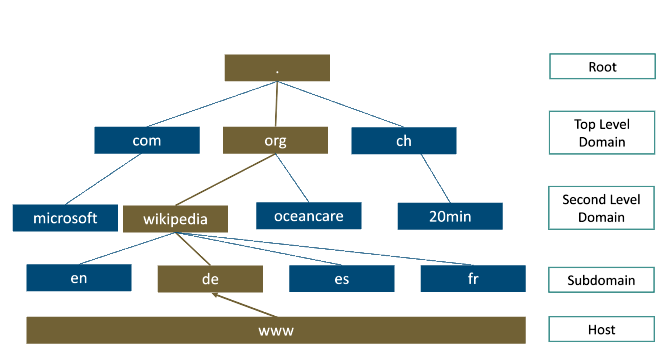 .
Root
com
org
ch
Top Level
Domain
microsoft
wikipedia
oceancare
20min
Second Level
Domain
en
de
es
fr
Subdomain
www
Host